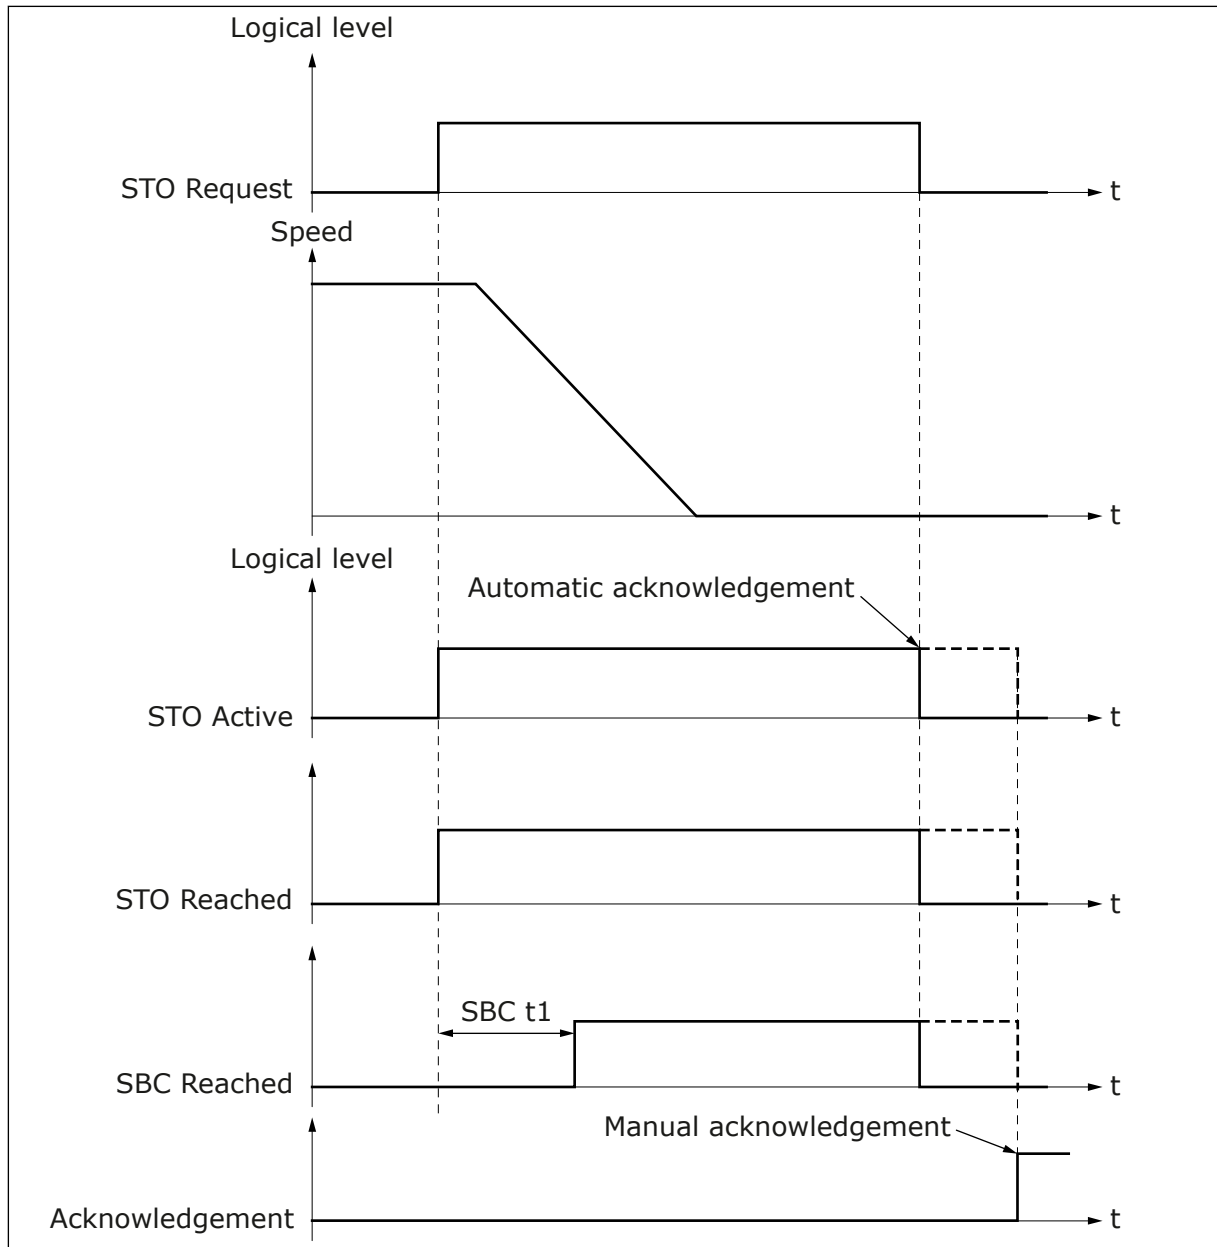 Logical level
STO Request
t
Speed
t
Logical level
Automatic acknowledgement
STO Active
t
STO Reached
t
SBC t1
SBC Reached
t
Manual acknowledgement
Acknowledgement
t